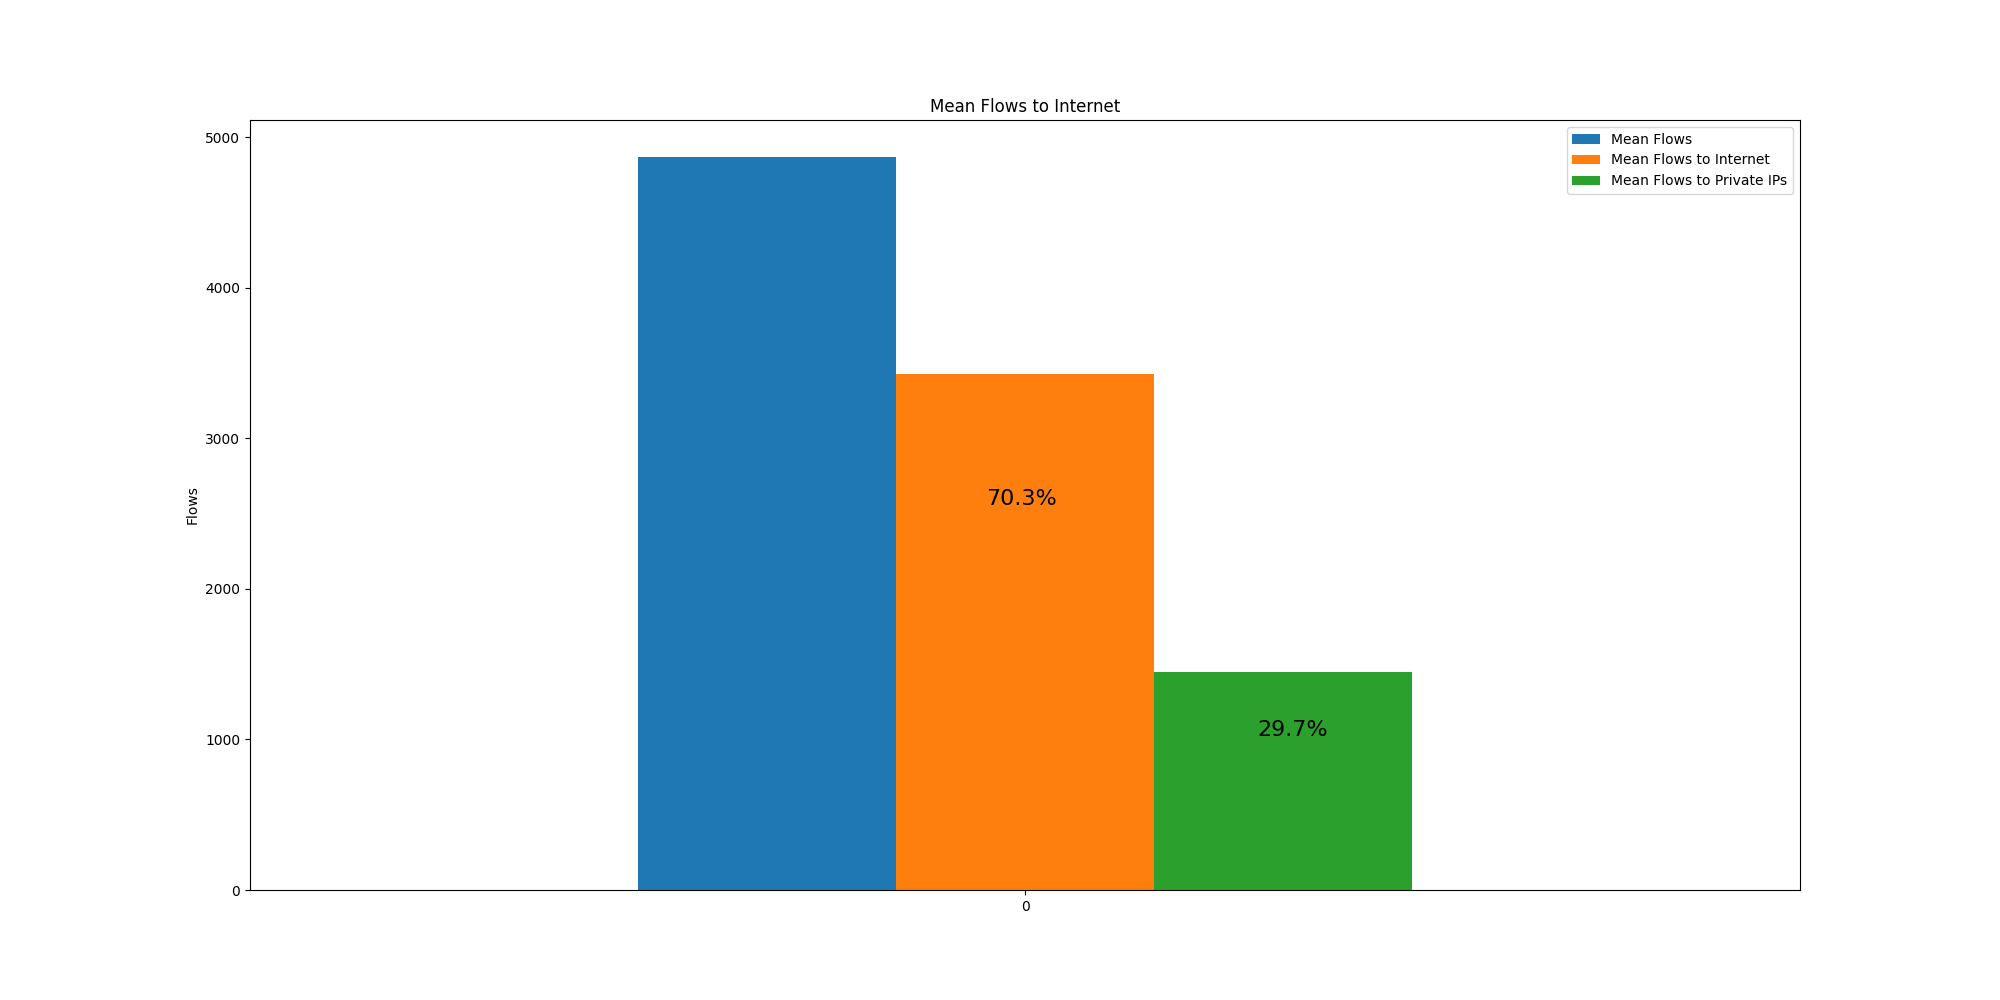 Mean Flows to Internet
5000
4000
3000
2000
1000
0
Flows
Mean Flows
Mean Flows to Internet
Mean Flows to Private IPs
70.3%
29.7%
0